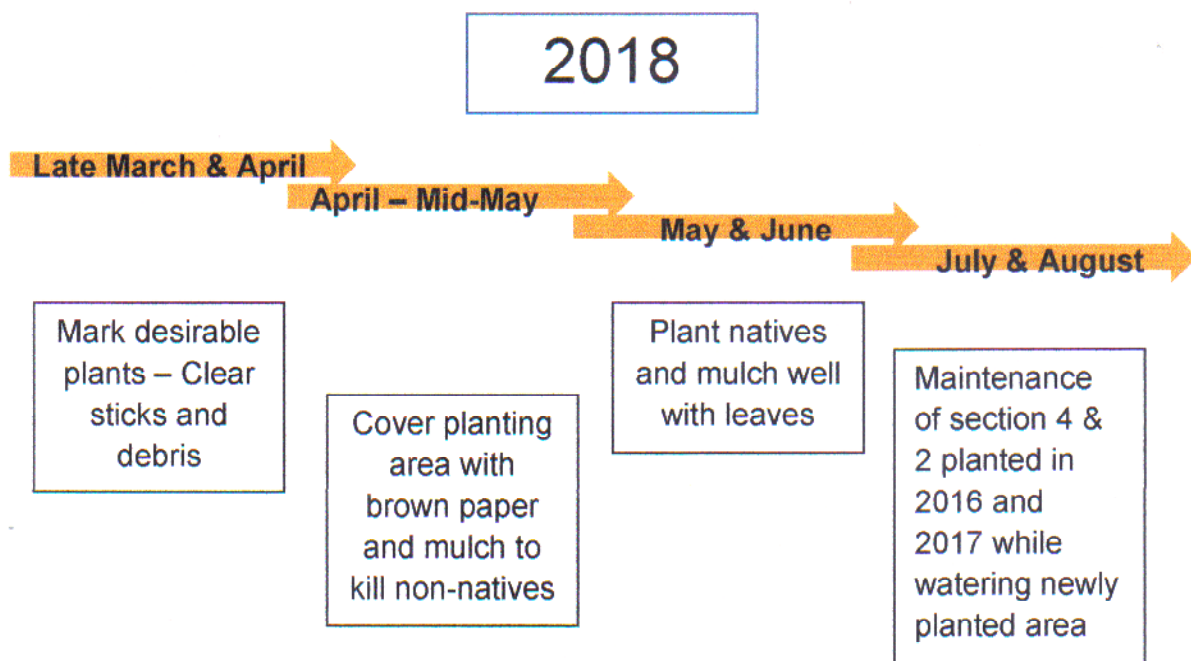 2018
Late March & April
April – Mid-May
May & June
July & August
Mark desirable
plants – Clear
sticks and
debris
Cover planting
area with
brown paper
and mulch to
kill non-natives
Plant natives
and mulch well
with leaves
Maintenance
of section 4 &
2 planted in
2016 and
2017 while
watering newly
planted area